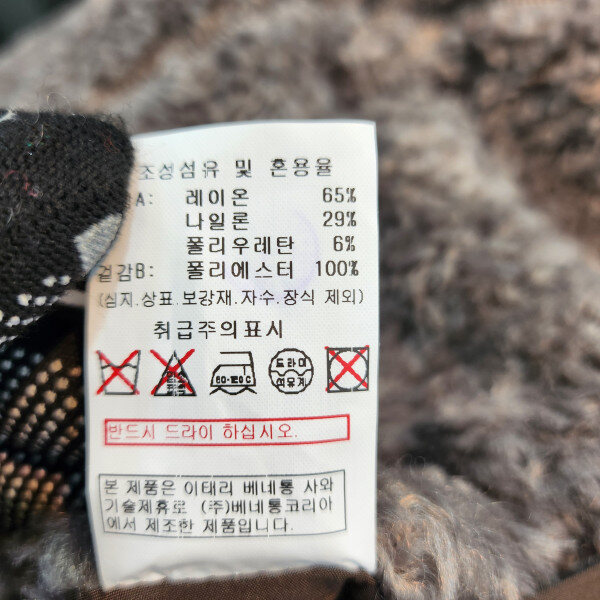 조성섬유 및 혼용율
A: 레이온 65%
나일론 29%
폴리우레탄 6%
겉감B: 폴리에스터 100%
(심지.상표.보강재.자수.장식 제외)
취급주의표시
80-120℃
드라이
석유계
반드시 드라이 하십시오.
본 제품은 이태리 베네통 사와
기술제휴로 (주)베네통코리아
에서 제조한 제품입니다.